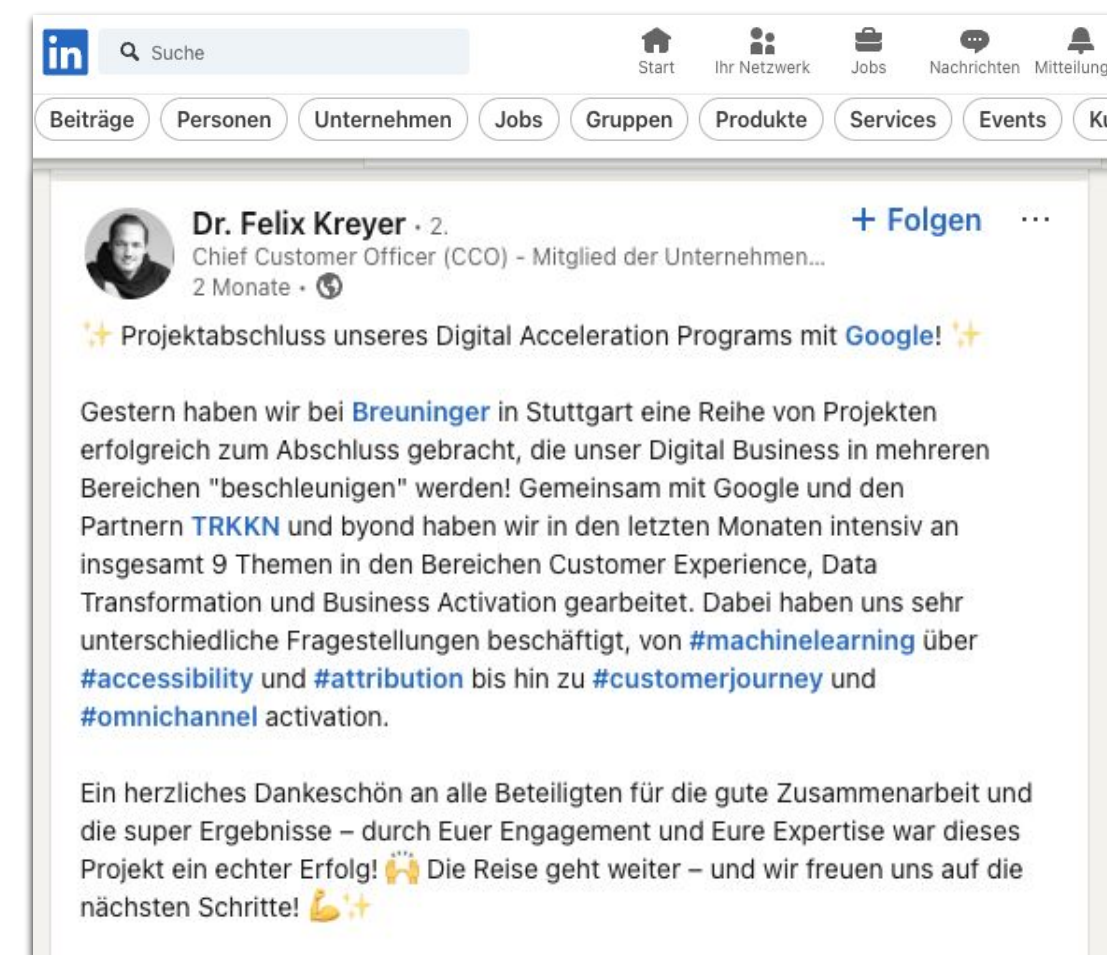 in
Suche
Start
Ihr Netzwerk
Jobs
Nachrichten
Mitteilung
Beiträge
Personen
Unternehmen
Jobs
Gruppen
Produkte
Services
Events
Ku
Dr. Felix Kreyer · 2.
+ Folgen
Chief Customer Officer (CCO) - Mitglied der Unternehmen...
2 Monate •
✨ Projektabschluss unseres Digital Acceleration Programs mit Google! ✨
Gestern haben wir bei Breuninger in Stuttgart eine Reihe von Projekten
erfolgreich zum Abschluss gebracht, die unser Digital Business in mehreren
Bereichen "beschleunigen" werden! Gemeinsam mit Google und den
Partnern TRKKN und byond haben wir in den letzten Monaten intensiv an
insgesamt 9 Themen in den Bereichen Customer Experience, Data
Transformation und Business Activation gearbeitet. Dabei haben uns sehr
unterschiedliche Fragestellungen beschäftigt, von #machinelearning über
#accessibility und #attribution bis hin zu #customerjourney und
#omnichannel activation.
Ein herzliches Dankeschön an alle Beteiligten für die gute Zusammenarbeit und
die super Ergebnisse – durch Euer Engagement und Eure Expertise war dieses
Projekt ein echter Erfolg! 🙌 Die Reise geht weiter – und wir freuen uns auf die
nächsten Schritte! 💪✨